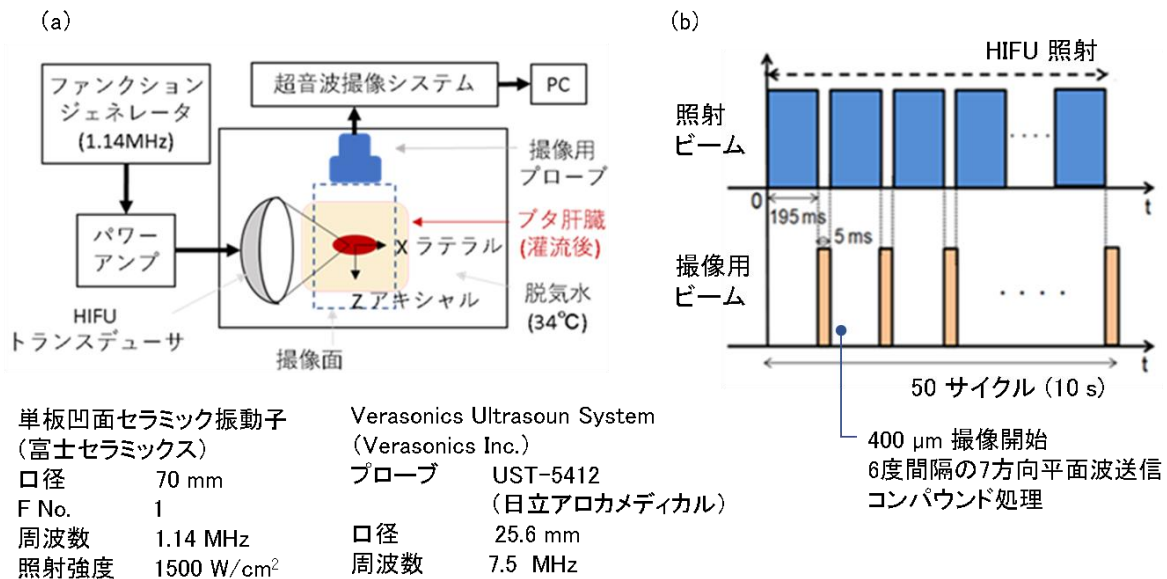 (a)
ファンクション
ジェネレータ
(1.14MHz)
パワー
アンプ
HIFU
トランスデューサ
超音波撮像システム
PC
撮像用
プローブ
ブタ肝臓
(灌流後)
X ラテラル
Z アキシャル
脱気水
(34℃)
撮像面
(b)
HIFU 照射
照射
ビーム
0
195 ms
5 ms
t
撮像用
ビーム
t
50 サイクル (10 s)
400 μm 撮像開始
6度間隔の7方向平面波送信
コンパウンド処理
単板凹面セラミック振動子
(富士セラミックス)
口径 70 mm
F No. 1
周波数 1.14 MHz
照射強度 1500 W/cm²
Verasonics Ultrasoun System
(Verasonics Inc.)
プローブ UST-5412
(日立アロカメディカル)
口径 25.6 mm
周波数 7.5 MHz